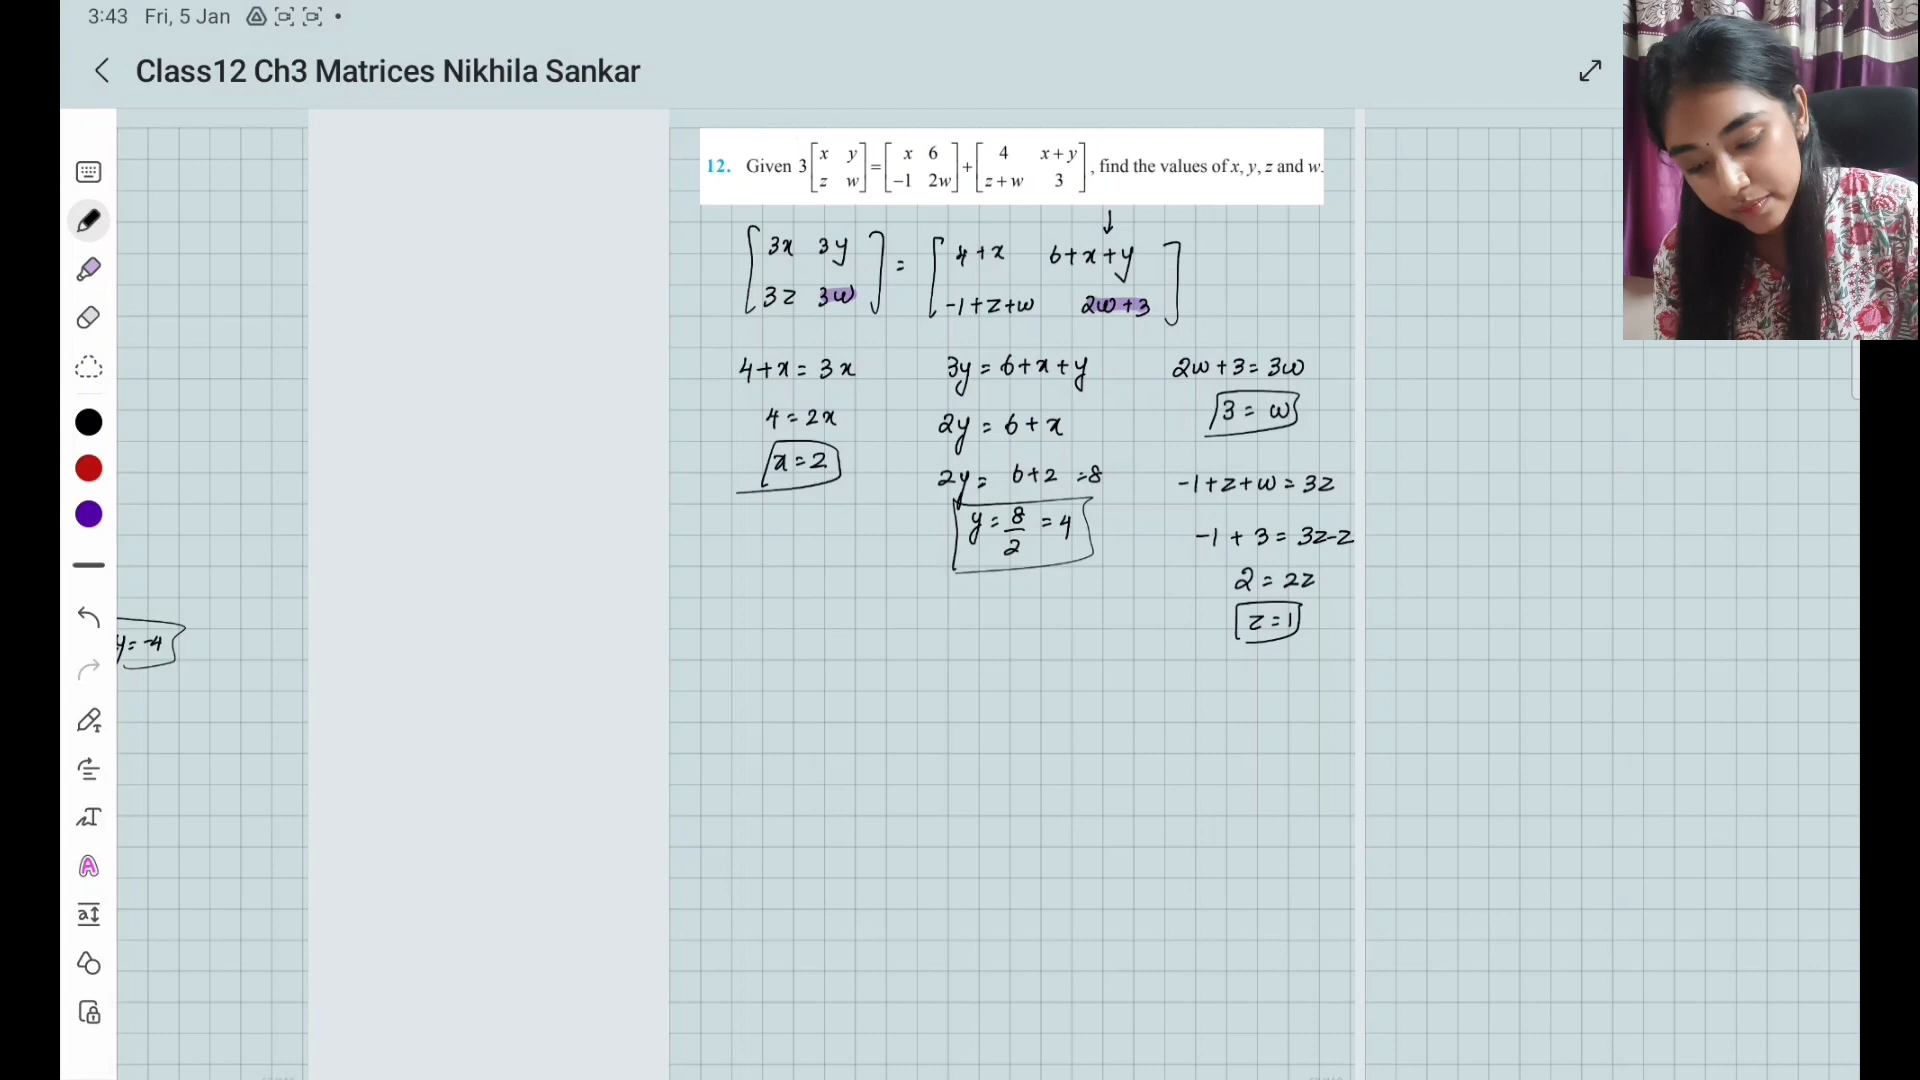 3:43 Fri, 5 Jan
Class12 Ch3 Matrices Nikhila Sankar
12. Given 3 [x y; z w] = [x 6; -1 2w] + [4 x+y; z+w 3], find the values of x, y, z and w.
[3x 3y; 3z 3w] = [4+x 6+x+y; -1+z+w 2w+3]
4+x = 3x
4 = 2x
x = 2
3y = 6+x+y
2y = 6+x
2y = 6+2 = 8
y = 8/2 = 4
2w+3 = 3w
3 = w
-1+z+w = 3z
-1+3 = 3z-z
2 = 2z
z = 1
y = -4